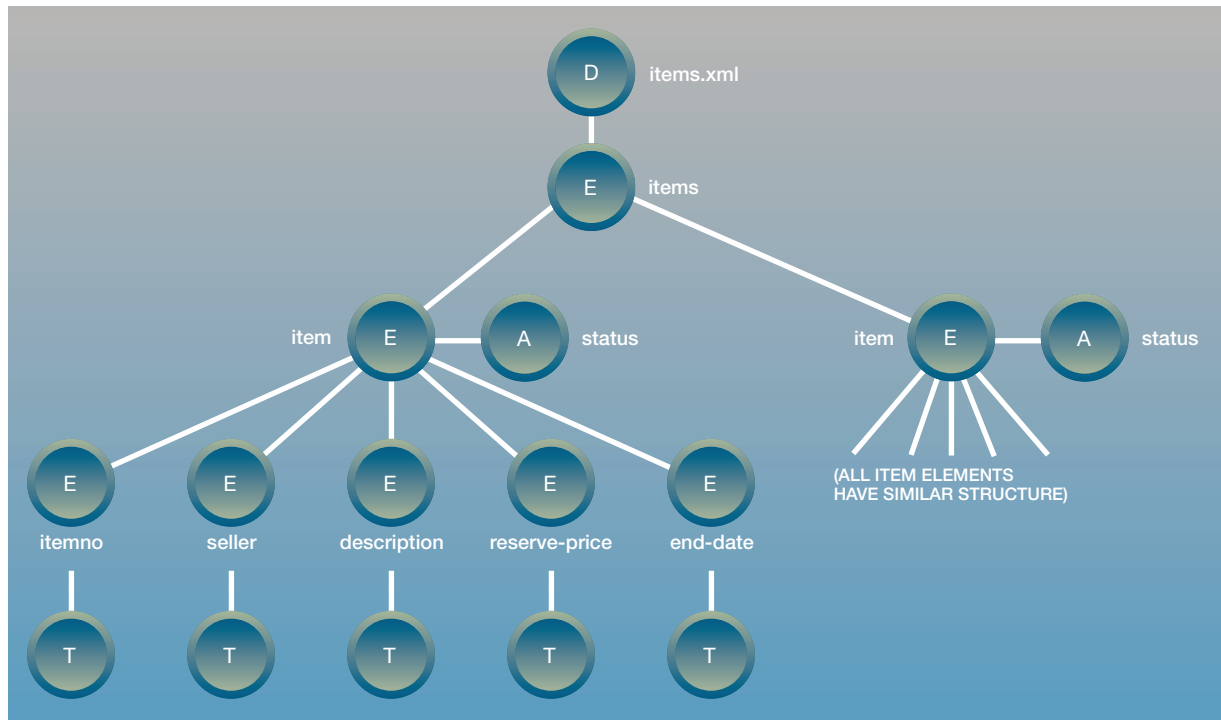 D items.xml
E items
item E A status
item E A status
E E E E E
(ALL ITEM ELEMENTS
HAVE SIMILAR STRUCTURE)
itemno seller description reserve-price end-date
T T T T T